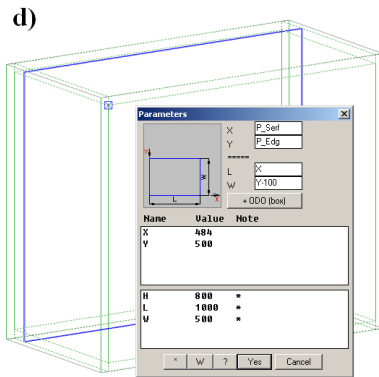 d)
Parameters
X P_Serf
Y P_Edg
=====
L X
W Y-100
+ ODO (box)
Y
W
L
X
Name Value Note
X 484
Y 500
H 800 *
L 1000 *
W 500 *
* W ? Yes Cancel